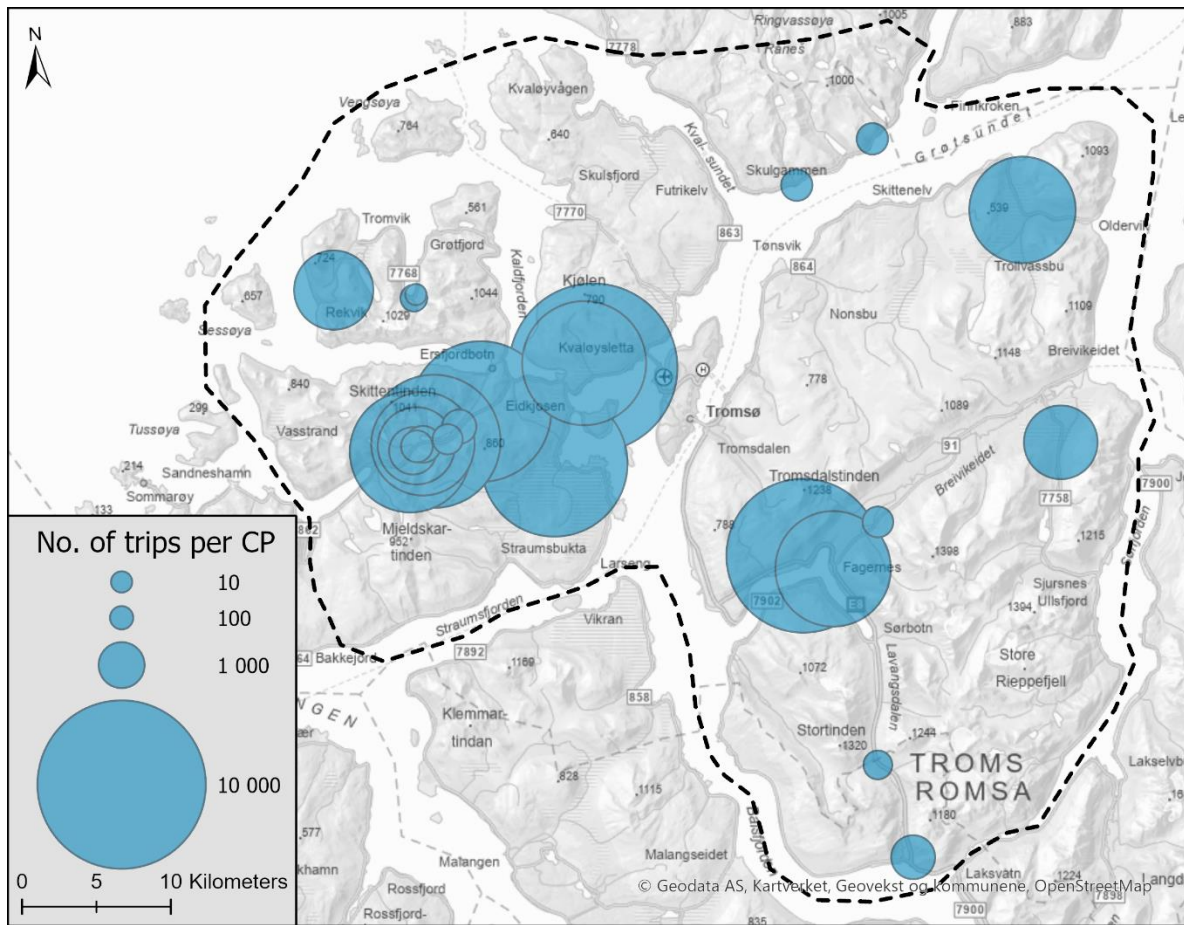 N
1005
Ringvassøya
883
7778
Rånes
1000
Kvaløyvågen
Vengsøya
764
640
Finnkroken
Grøtsundet
Kval-
sundet
Skulsfjord
Futrikelv
Skulgammen
Skittenelv
1093
561
Tromvik
7770
539
863
Tønsvik
Oldervik
Grøtfjord
724
7768
Kaldfjorden
864
Trollvassbu
657
Rekvik
1029
1044
Kjølen
790
Nonsbu
1109
Sessøya
Ersfjordbotn
Kvaløysletta
H
1148
Breivikeidet
840
Skittentinden
778
299
1041
Eidkjosen
Tromsø
1089
Tussøya
Vasstrand
860
Tromsdalen
91
Sandneshamn
214
Tromsdalstinden
Breivikeidet
7758
7900
Sommarøy
1238
133
862
Mjeldskar-
tinden
952
788
1215
Straumsbukta
1398
Larseng
Fagernes
Sørfjorden
Sjursnes
Ullsfjord
7902
Straumsfjorden
Vikran
Sørbotn
1394
Bakkejord
7892
1169
1072
Store
Rieppefjell
858
Lavangsdalen
Klemmar-
tindan
Stortinden
1244
1320
TROMS
ROMSA
828
1115
Lakselvb
1180
577
Balsfjorden
Malangen
Malangseidet
Laksvatn
1224
Rossfjord
Rossfjord-
835
7900
7898
No. of trips per CP
10
100
1 000
10 000
0 5 10 Kilometers
© Geodata AS, Kartverket, Geovekst og kommunene, OpenStreetMap